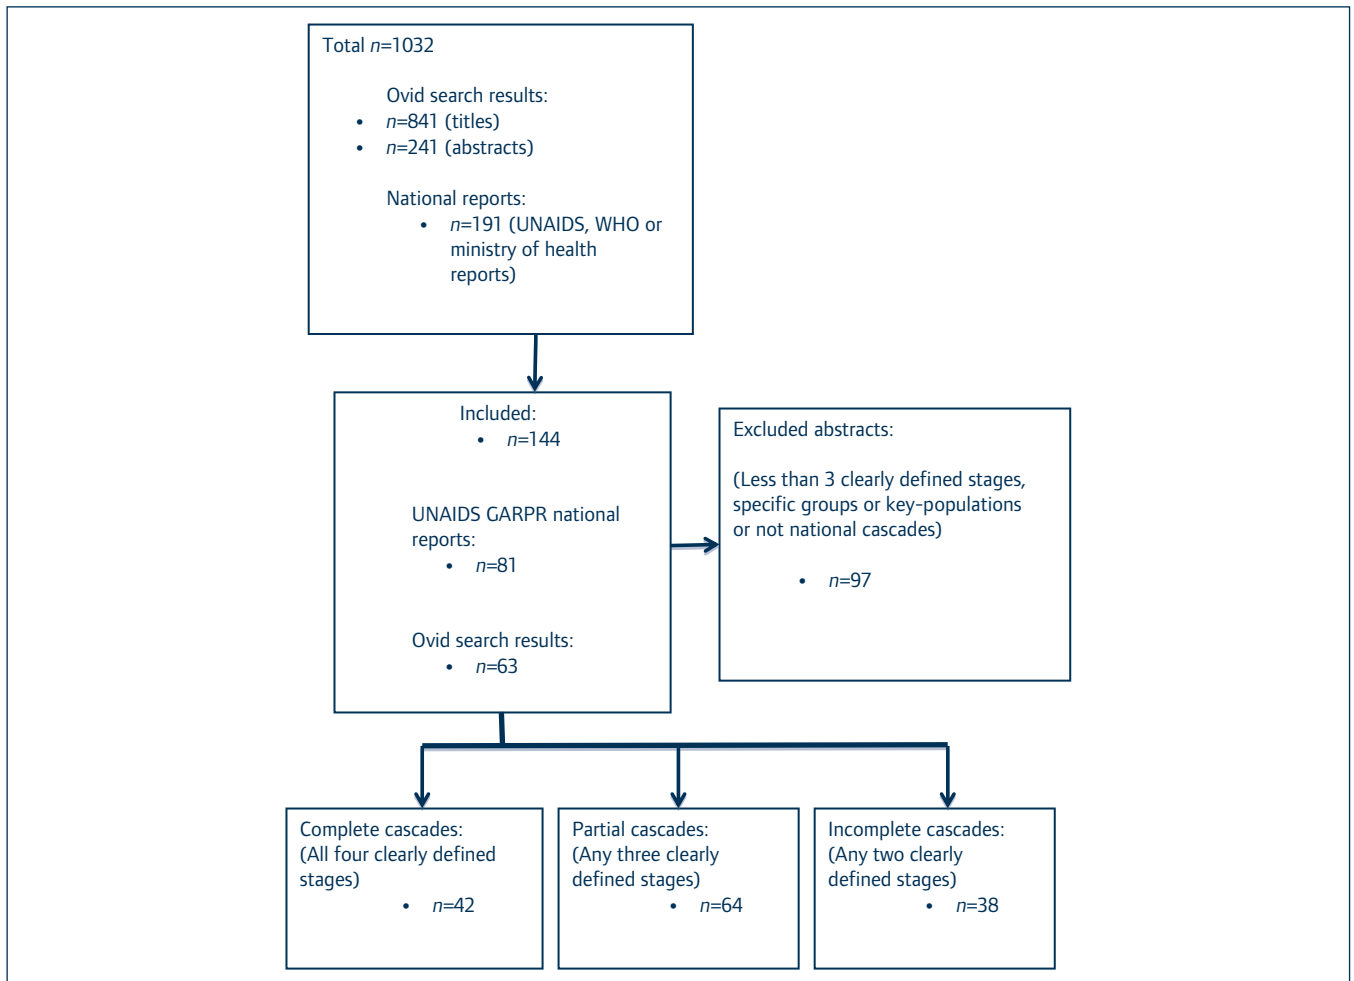 Total n=1032
Ovid search results:
• n=841 (titles)
• n=241 (abstracts)
National reports:
• n=191 (UNAIDS, WHO or
ministry of health
reports)
Included:
• n=144
UNAIDS GARPR national
reports:
• n=81
Ovid search results:
• n=63
Excluded abstracts:
(Less than 3 clearly defined stages,
specific groups or key-populations
or not national cascades)
• n=97
Complete cascades:
(All four clearly defined
stages)
• n=42
Partial cascades:
(Any three clearly
defined stages)
• n=64
Incomplete cascades:
(Any two clearly
defined stages)
• n=38